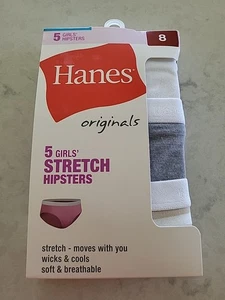 5 GIRLS'
HIPSTERS
8
Hanes
originals
5 GIRLS'
STRETCH
HIPSTERS
stretch - moves with you
wicks & cools
soft & breathable